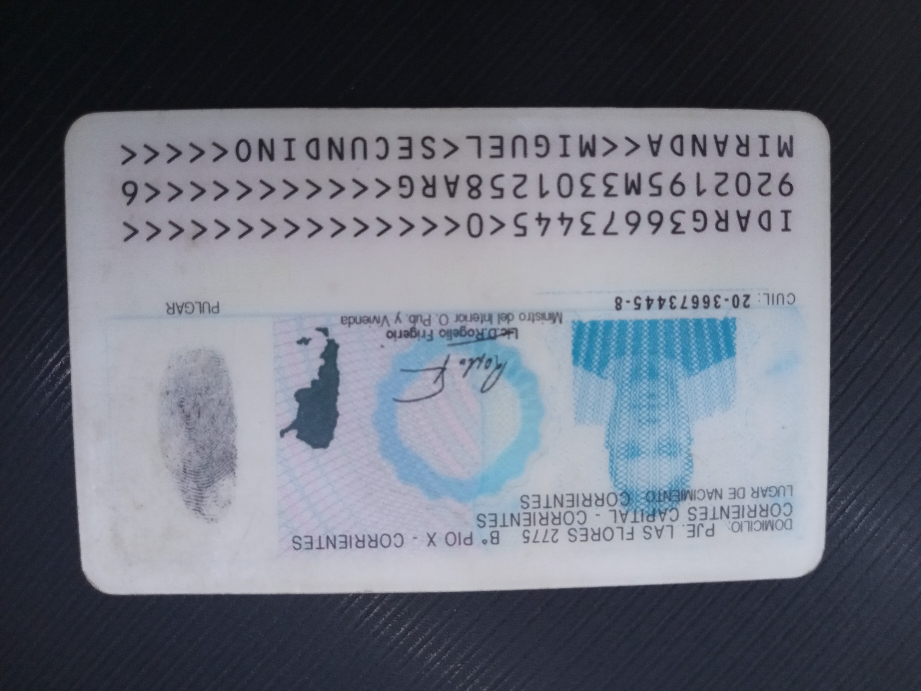 DOMICILIO: PJE. LAS FLORES 2775 B° PIO X - CORRIENTES
CORRIENTES CAPITAL - CORRIENTES
LUGAR DE NACIMIENTO: CORRIENTES
Lic.D.Rogelio Frigerio
Ministro del Interior O. Pub. y Vivienda
CUIL: 20-36673445-8
PULGAR
IDARG36673445<0<<<<<<<<<<<<<<<
9202195M3301258ARG<<<<<<<<<<<6
MIRANDA<<MIGUEL<SECUNDINO<<<<<